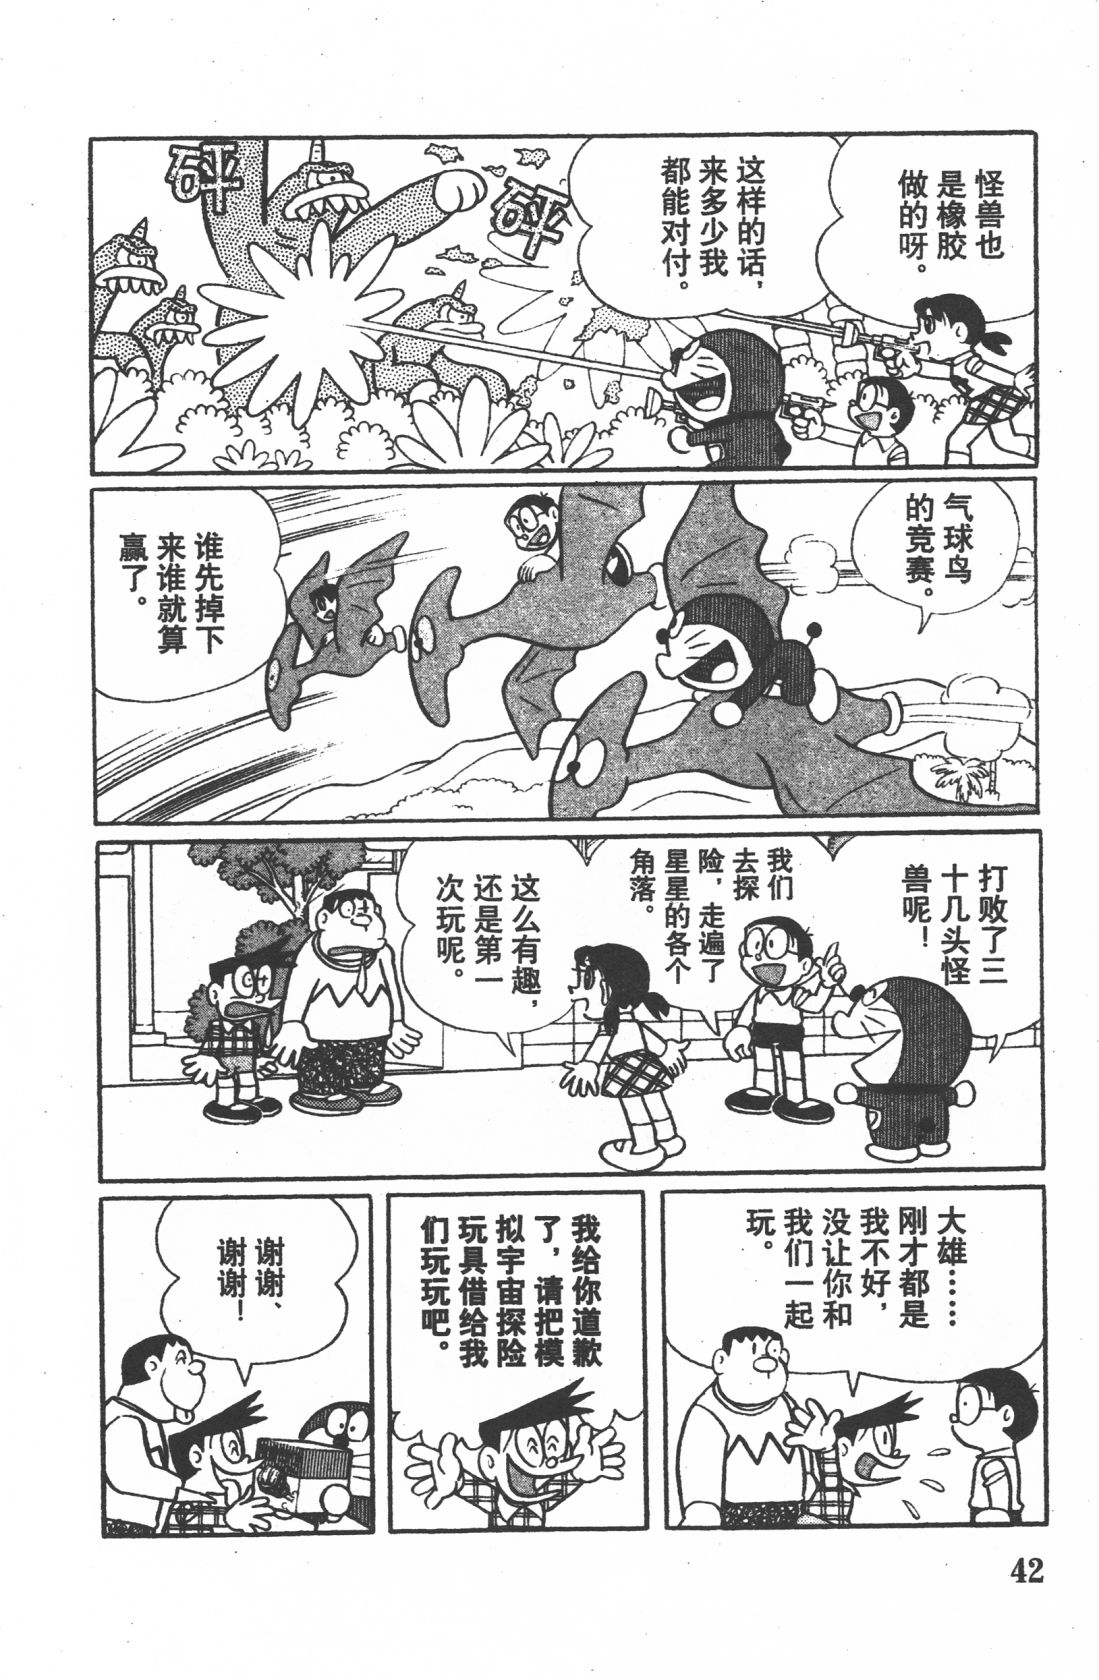 怪兽也
是橡胶
做的呀。
这样的话，
来多少我
都能对付。
砰
砰
气球鸟
的竞赛。
谁先掉下
来谁就算
赢了。
打败了三
十几头怪
兽呢！
我们
去探
险，走遍了
星星的各个
角落。
这么有趣，
还是第一
次玩呢。
大雄……
刚才都是
我不好，
没让你和
我们一起
玩。
我给你道歉
了，请把模
拟宇宙探险
玩具借给我
们玩玩吧。
谢谢、
谢谢！
42